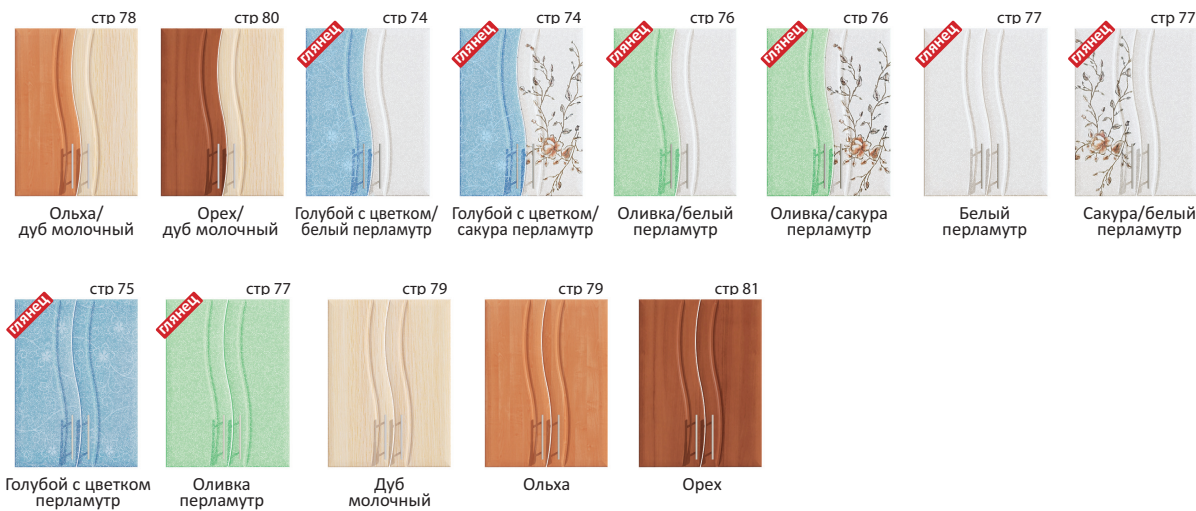 стр 78
стр 80
стр 74
стр 74
стр 76
стр 76
стр 77
стр 77
глянец
глянец
глянец
глянец
глянец
глянец
Ольха/
дуб молочный
Орех/
дуб молочный
Голубой с цветком/
белый перламутр
Голубой с цветком/
сакура перламутр
Оливка/белый
перламутр
Оливка/сакура
перламутр
Белый
перламутр
Сакура/белый
перламутр
стр 75
стр 77
стр 79
стр 79
стр 81
глянец
глянец
Голубой с цветком
перламутр
Оливка
перламутр
Дуб
молочный
Ольха
Орех